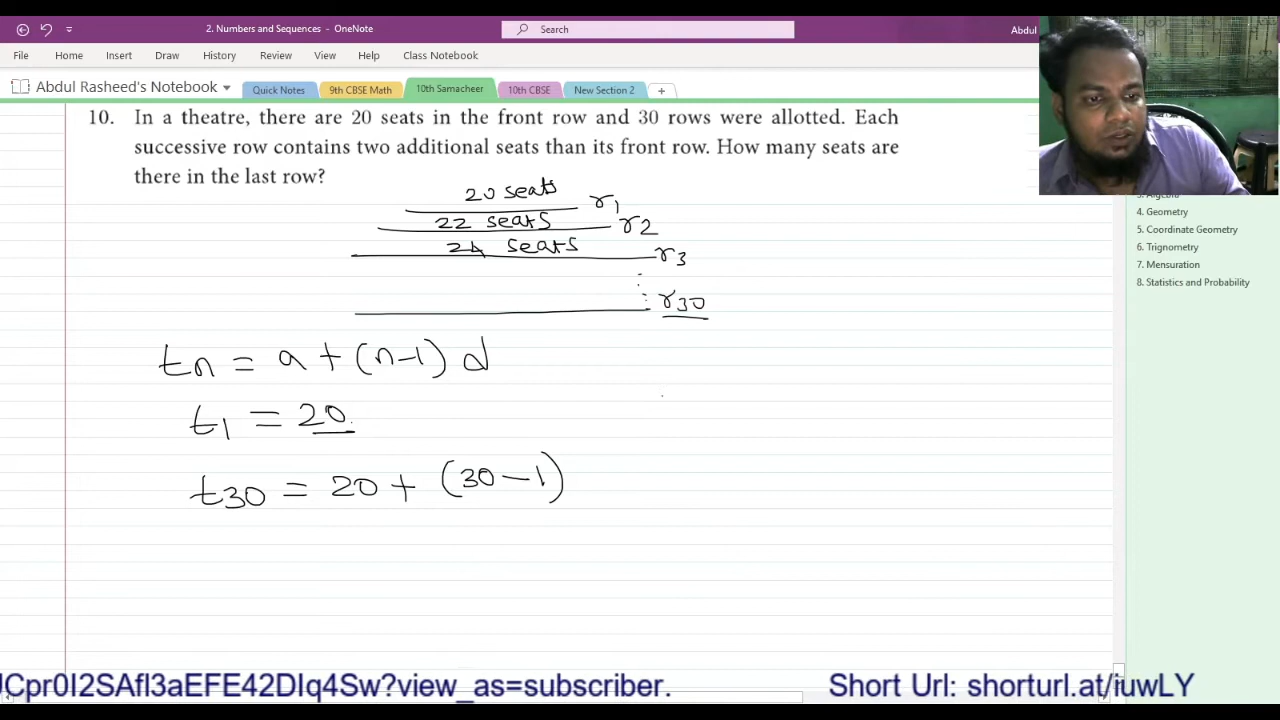 2. Numbers and Sequences - OneNote
Search
Abdul
File Home Insert Draw History Review View Help Class Notebook
Abdul Rasheed's Notebook
Quick Notes 9th CBSE Math 10th Samacheer 10th CBSE New Section 2 +
10. In a theatre, there are 20 seats in the front row and 30 rows were allotted. Each
successive row contains two additional seats than its front row. How many seats are
there in the last row?
20 seats r1
22 seats r2
24 seats r3
r30
tn = a + (n-1) d
t1 = 20.
t30 = 20 + (30-1)
4. Geometry
5. Coordinate Geometry
6. Trignometry
7. Mensuration
8. Statistics and Probability
JCpr0I2SAfl3aEFE42DIq4Sw?view_as=subscriber.
Short Url: shorturl.at/iuwLY